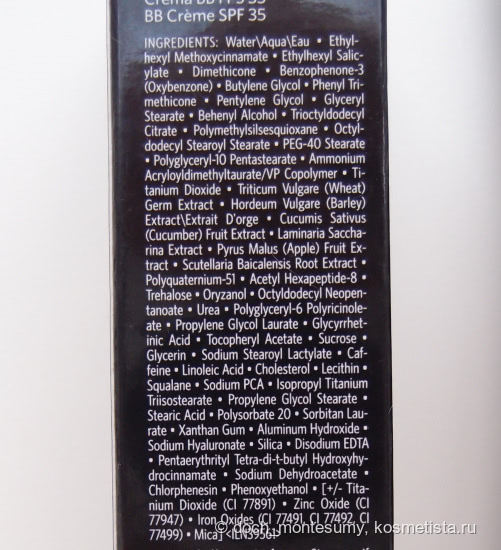 BB Crème SPF 35
INGREDIENTS: Water\Aqua\Eau • Ethyl-
hexyl Methoxycinnamate • Ethylhexyl Salic-
ylate • Dimethicone • Benzophenone-3
(Oxybenzone) • Butylene Glycol • Phenyl Tri-
methicone • Pentylene Glycol • Glyceryl
Stearate • Behenyl Alcohol • Trioctyldodecyl
Citrate • Polymethylsilsesquioxane • Octyl-
dodecyl Stearoyl Stearate • PEG-40 Stearate
• Polyglyceryl-10 Pentastearate • Ammonium
Acryloyldimethyltaurate/VP Copolymer • Ti-
tanium Dioxide • Triticum Vulgare (Wheat)
Germ Extract • Hordeum Vulgare (Barley)
Extract\Extrait D'orge • Cucumis Sativus
(Cucumber) Fruit Extract • Laminaria Saccha-
rina Extract • Pyrus Malus (Apple) Fruit Ex-
tract • Scutellaria Baicalensis Root Extract •
Polyquaternium-51 • Acetyl Hexapeptide-8 •
Trehalose • Oryzanol • Octyldodecyl Neopen-
tanoate • Urea • Polyglyceryl-6 Polyricinole-
ate • Propylene Glycol Laurate • Glycyrrhet-
inic Acid • Tocopheryl Acetate • Sucrose •
Glycerin • Sodium Stearoyl Lactylate • Caf-
feine • Linoleic Acid • Cholesterol • Lecithin •
Squalane • Sodium PCA • Isopropyl Titanium
Triisostearate • Propylene Glycol Stearate •
Stearic Acid • Polysorbate 20 • Sorbitan Lau-
rate • Xanthan Gum • Aluminum Hydroxide •
Sodium Hyaluronate • Silica • Disodium EDTA
• Pentaerythrityl Tetra-di-t-butyl Hydroxyhy-
drocinnamate • Sodium Dehydroacetate •
Chlorphenesin • Phenoxyethanol • [+/- Tita-
nium Dioxide (CI 77891) • Zinc Oxide (CI
77947) • Iron Oxides (CI 77491, CI 77492, CI
77499) • Mica] <ILN39561>
montesumy, kosmetista.ru